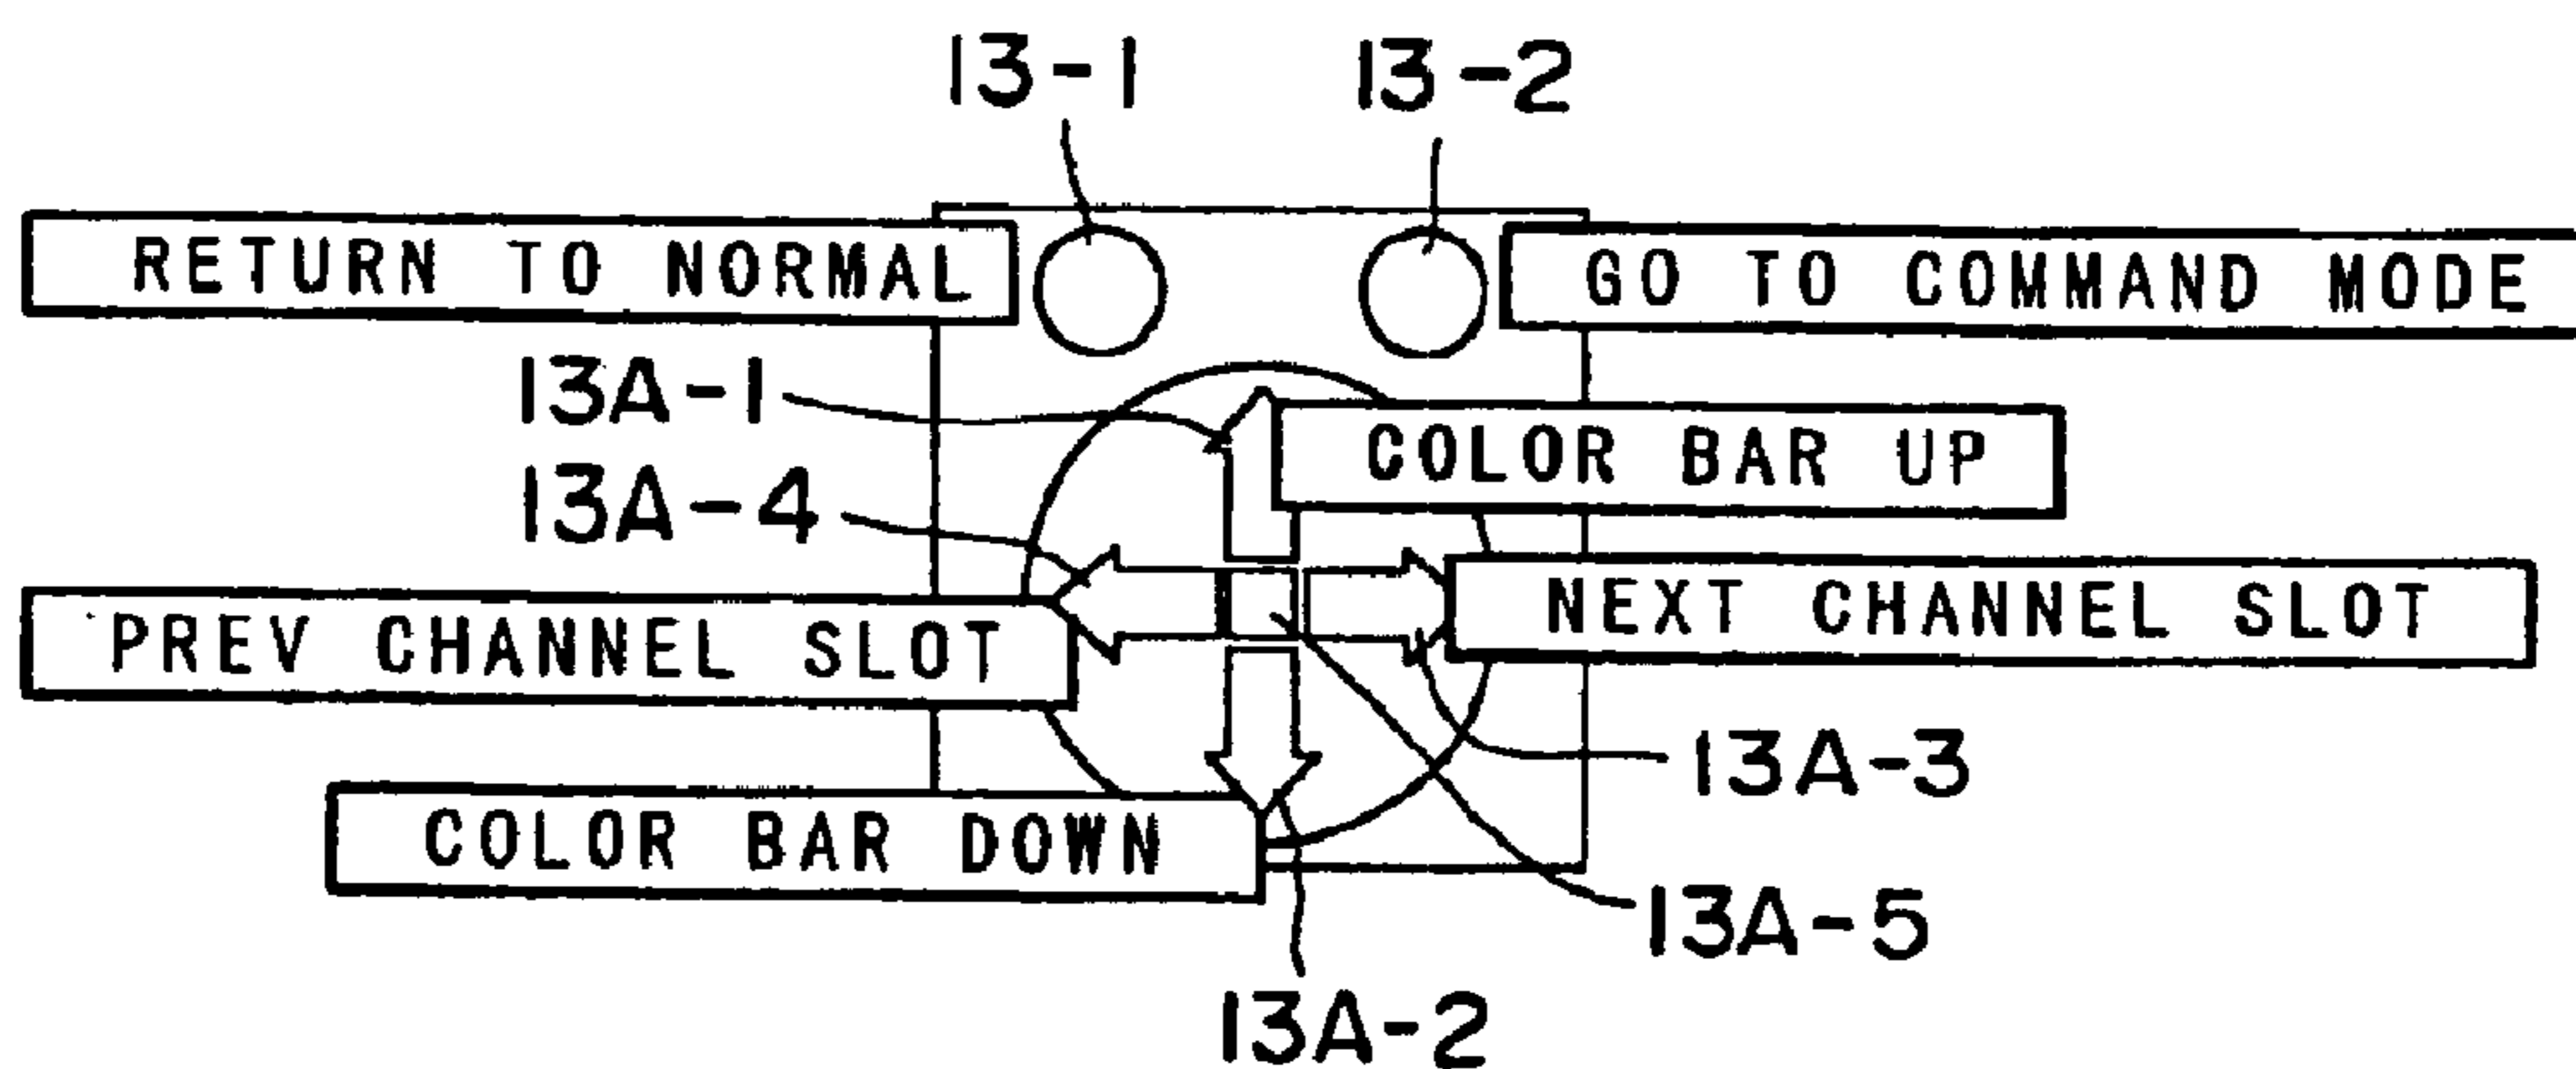 13-1 13-2
RETURN TO NORMAL GO TO COMMAND MODE
13A-1 COLOR BAR UP
13A-4
PREV CHANNEL SLOT NEXT CHANNEL SLOT
13A-3
COLOR BAR DOWN
13A-5
13A-2